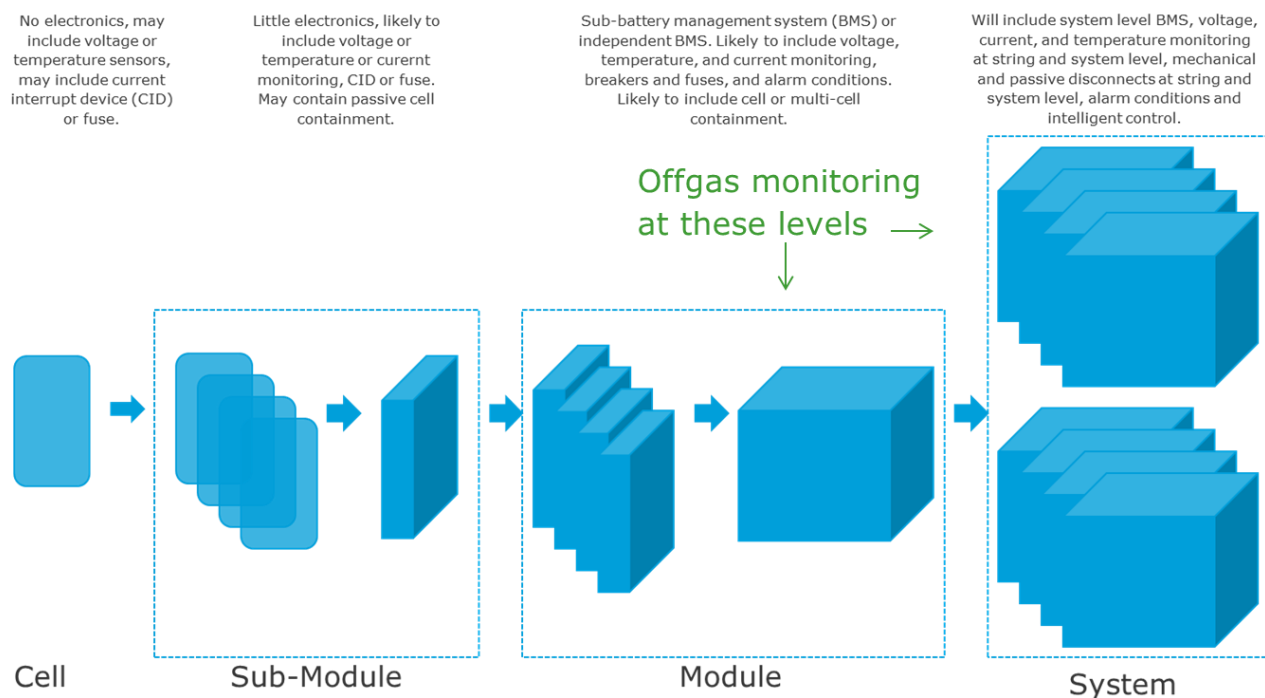 No electronics, may
include voltage or
temperature sensors,
may include current
interrupt device (CID)
or fuse.
Little electronics, likely to
include voltage or
temperature or curernt
monitoring, CID or fuse.
May contain passive cell
containment.
Sub-battery management system (BMS) or
independent BMS. Likely to include voltage,
temperature, and current monitoring,
breakers and fuses, and alarm conditions.
Likely to include cell or multi-cell
containment.
Will include system level BMS, voltage,
current, and temperature monitoring
at string and system level, mechanical
and passive disconnects at string and
system level, alarm conditions and
intelligent control.
Offgas monitoring
at these levels
Cell
Sub-Module
Module
System